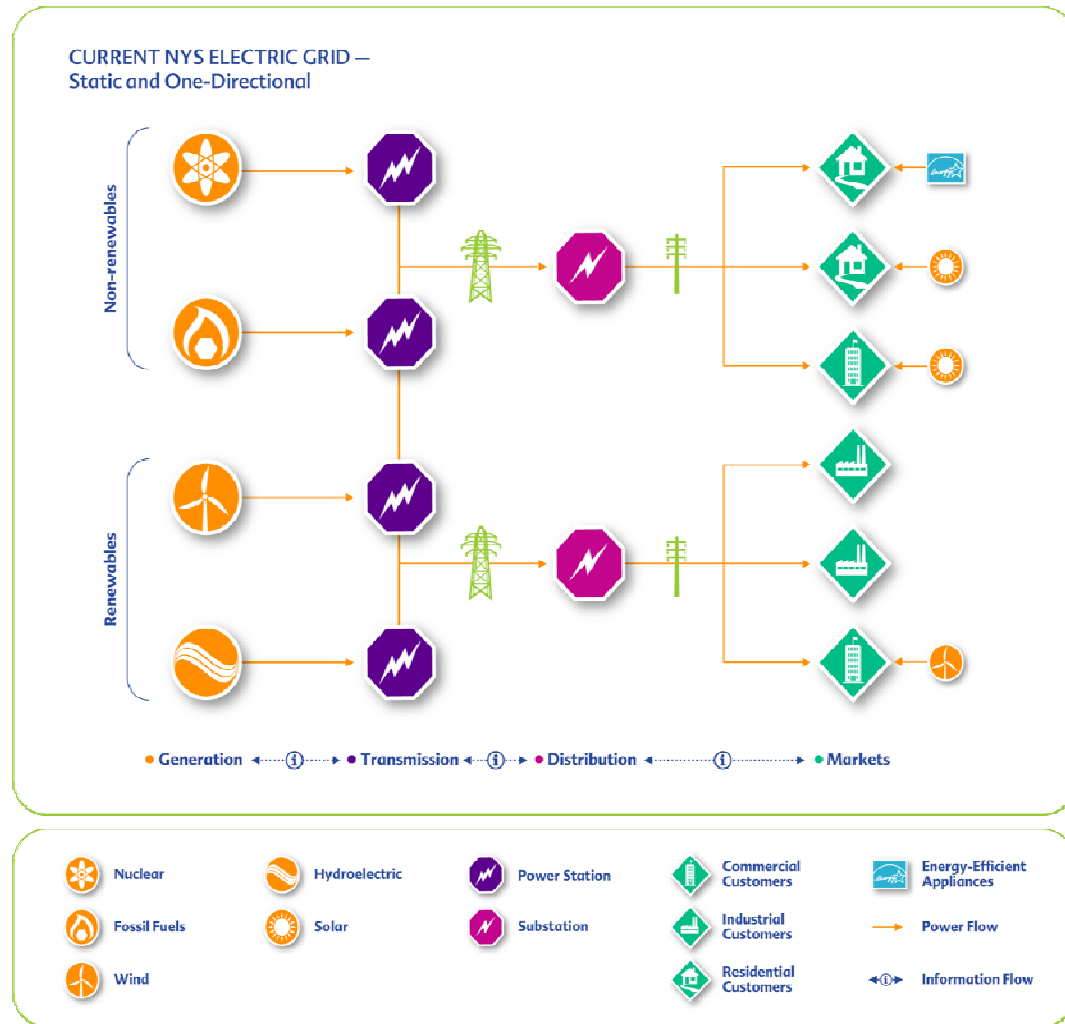 CURRENT NYS ELECTRIC GRID —
Static and One-Directional
Non-renewables
Renewables
Generation
Transmission
Distribution
Markets
Nuclear
Hydroelectric
Power Station
Commercial
Customers
Energy-Efficient
Appliances
Fossil Fuels
Solar
Substation
Industrial
Customers
Power Flow
Wind
Residential
Customers
Information Flow